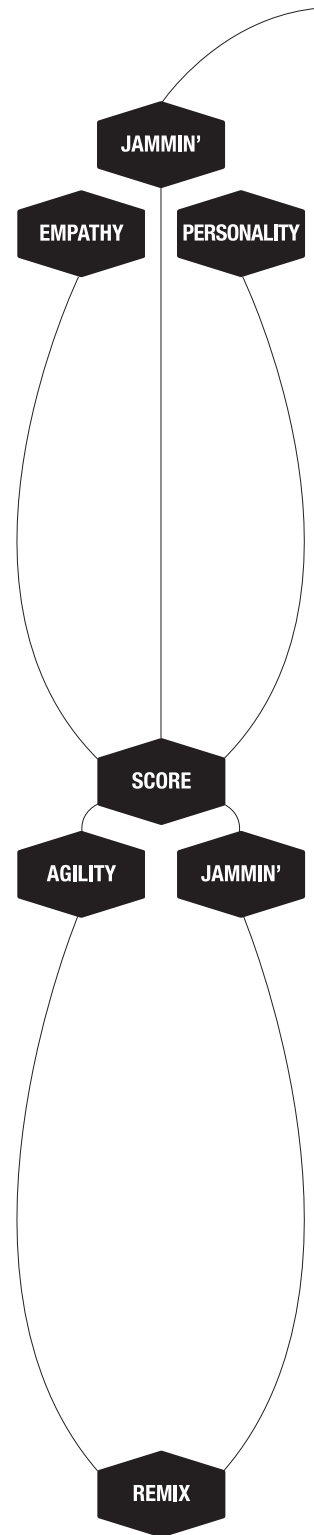 JAMMIN’
EMPATHY
PERSONALITY
SCORE
AGILITY
JAMMIN’
REMIX